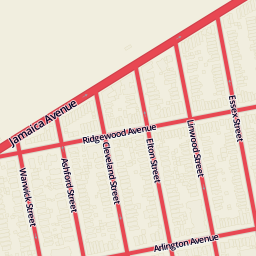 Jamaica Avenue
Ridgewood Avenue
Essex Street
Linwood Street
Elton Street
Cleveland Street
Ashford Street
Warwick Street
Arlington Avenue